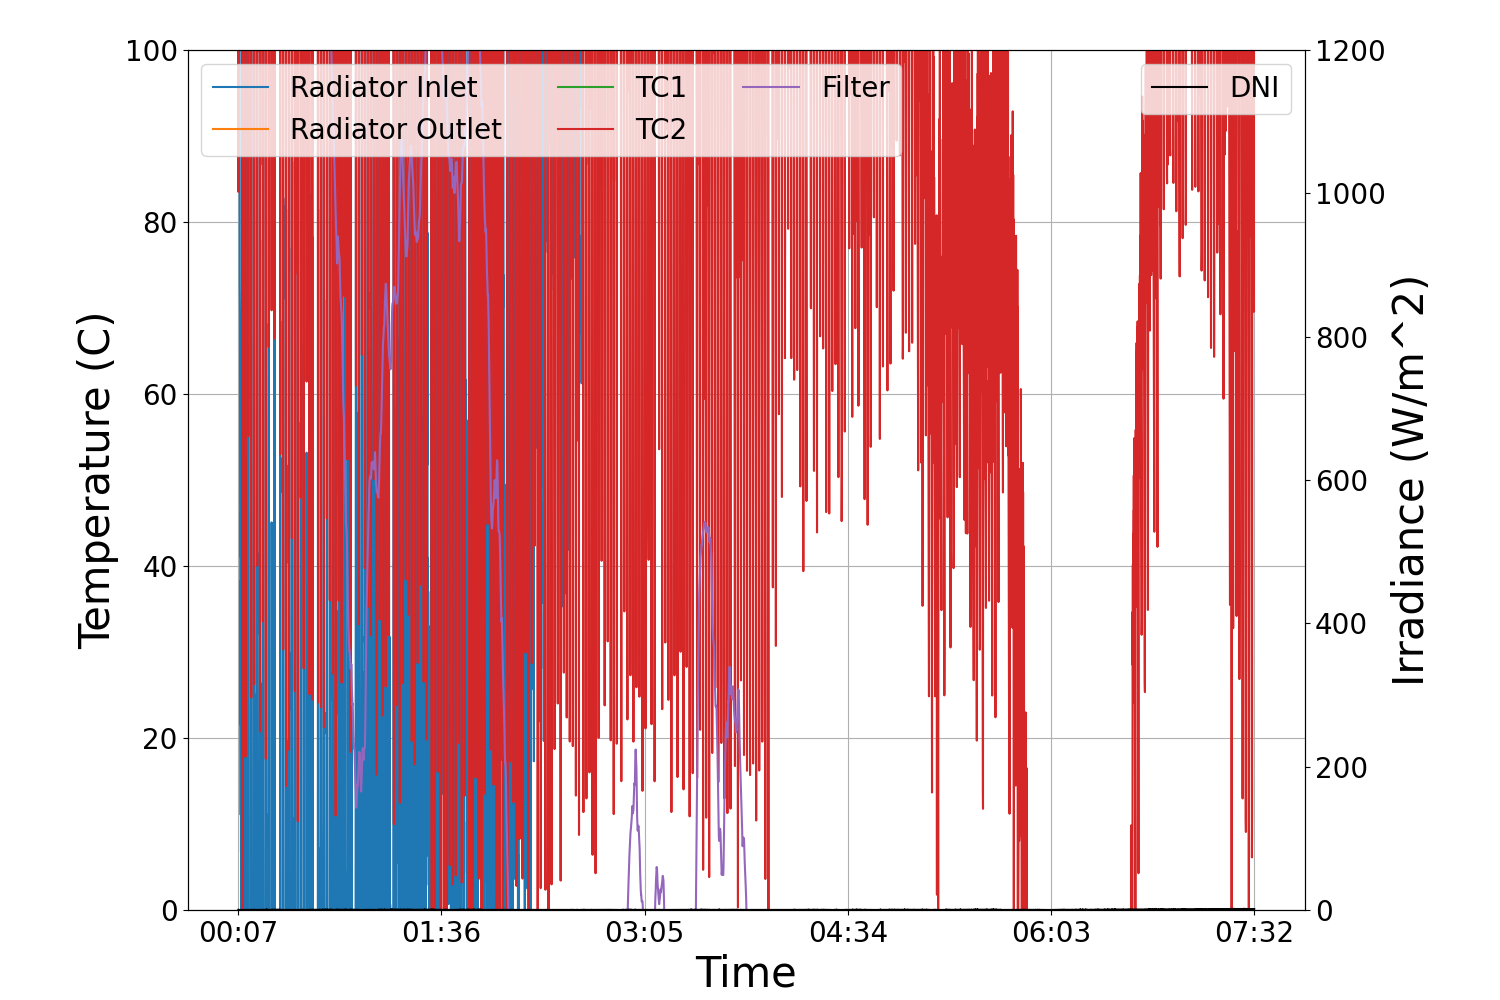 100
80
60
40
20
0
Temperature (C)
Radiator Inlet
Radiator Outlet
TC1
TC2
Filter
DNI
1200
1000
800
600
400
200
0
Irradiance (W/m^2)
00:07 01:36 03:05 04:34 06:03 07:32
Time